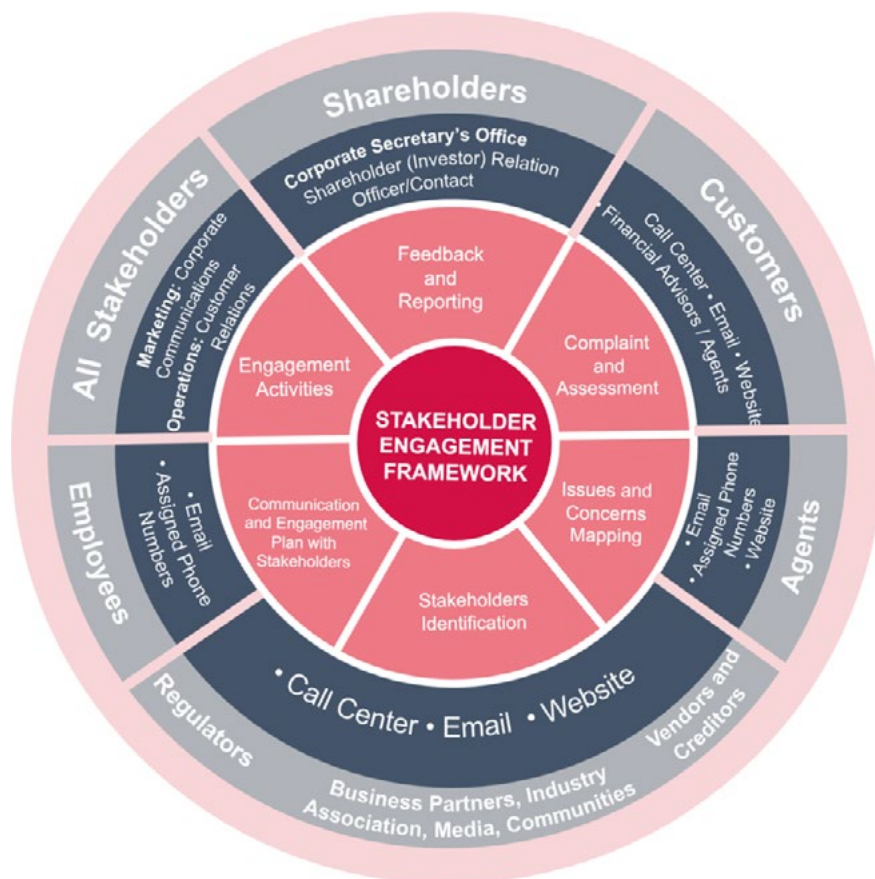 Shareholders
Corporate Secretary's Office
Shareholder (Investor) Relation
Officer/Contact
Customers
Call Center • Email • Website
• Financial Advisors / Agents
Agents
• Email
• Assigned Phone
Numbers
• Website
Vendors and
Creditors
Business Partners, Industry
Association, Media, Communities
Regulators
• Call Center • Email • Website
Employees
• Email
• Assigned Phone
Numbers
All Stakeholders
Marketing: Corporate
Communications
Operations: Customer
Relations
Feedback
and
Reporting
Complaint
and
Assessment
Issues and
Concerns
Mapping
Stakeholders
Identification
Communication
and Engagement
Plan with
Stakeholders
Engagement
Activities
STAKEHOLDER
ENGAGEMENT
FRAMEWORK